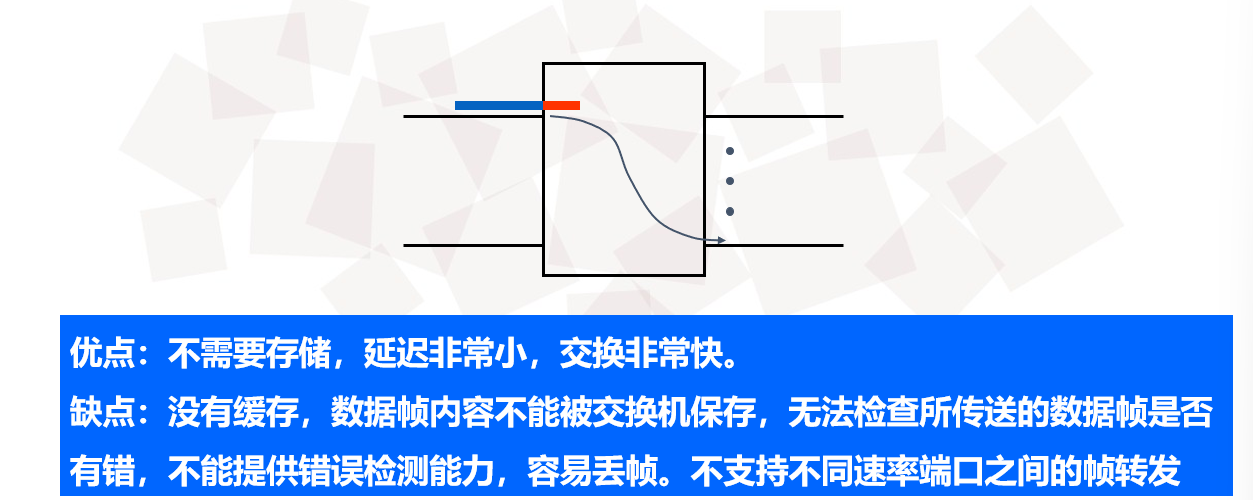 优点：不需要存储，延迟非常小，交换非常快。
缺点：没有缓存，数据帧内容不能被交换机保存，无法检查所传送的数据帧是否
有错，不能提供错误检测能力，容易丢帧。不支持不同速率端口之间的帧转发